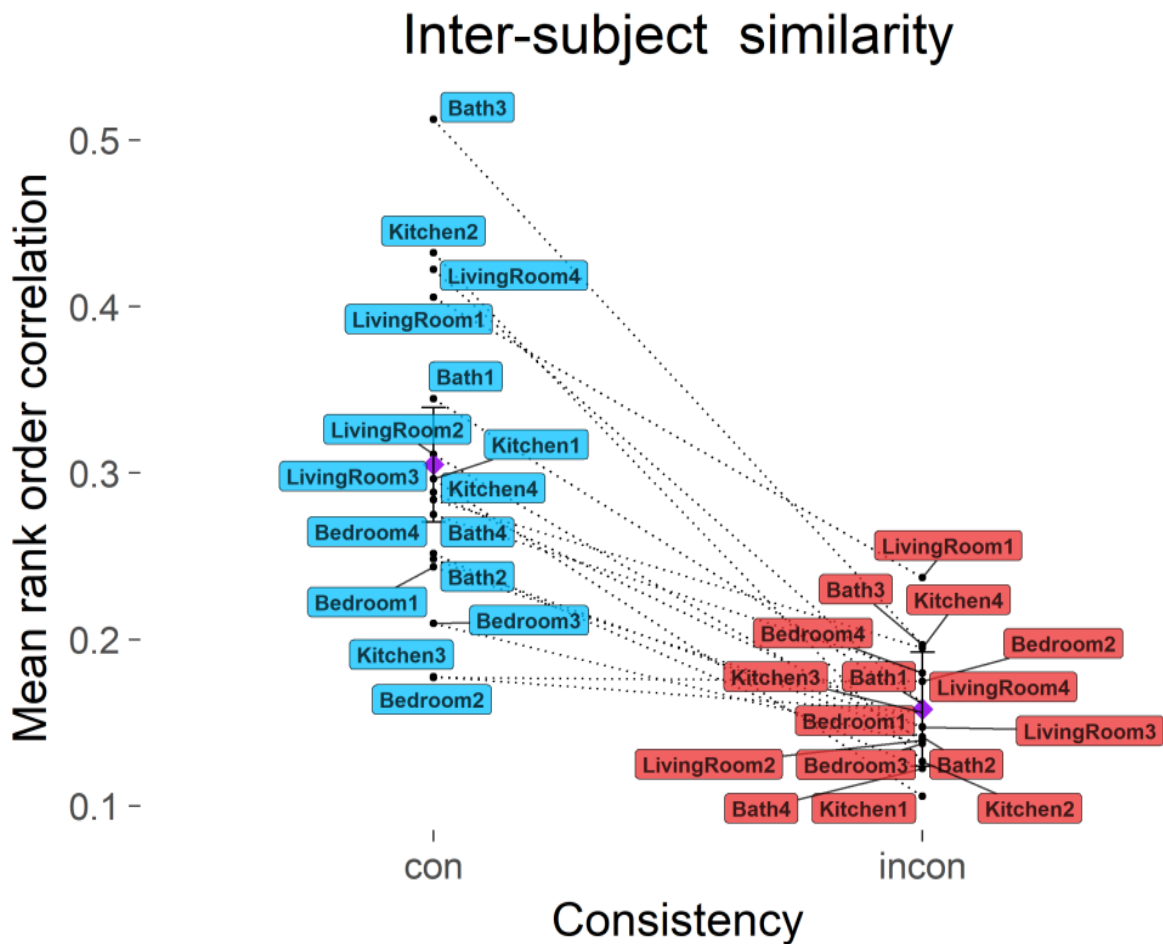 Inter-subject similarity
Mean rank order correlation
0.5
0.4
0.3
0.2
0.1
Bath3
Kitchen2
LivingRoom4
LivingRoom1
Bath1
LivingRoom2
Kitchen1
LivingRoom3
Kitchen4
Bedroom4
Bath4
Bath2
Bedroom1
Bedroom3
Kitchen3
Bedroom2
LivingRoom1
Bath3
Kitchen4
Bedroom4
Bedroom2
Kitchen3
Bath1
LivingRoom4
Bedroom1
LivingRoom3
LivingRoom2
Bedroom3
Bath2
Bath4
Kitchen1
Kitchen2
con
incon
Consistency